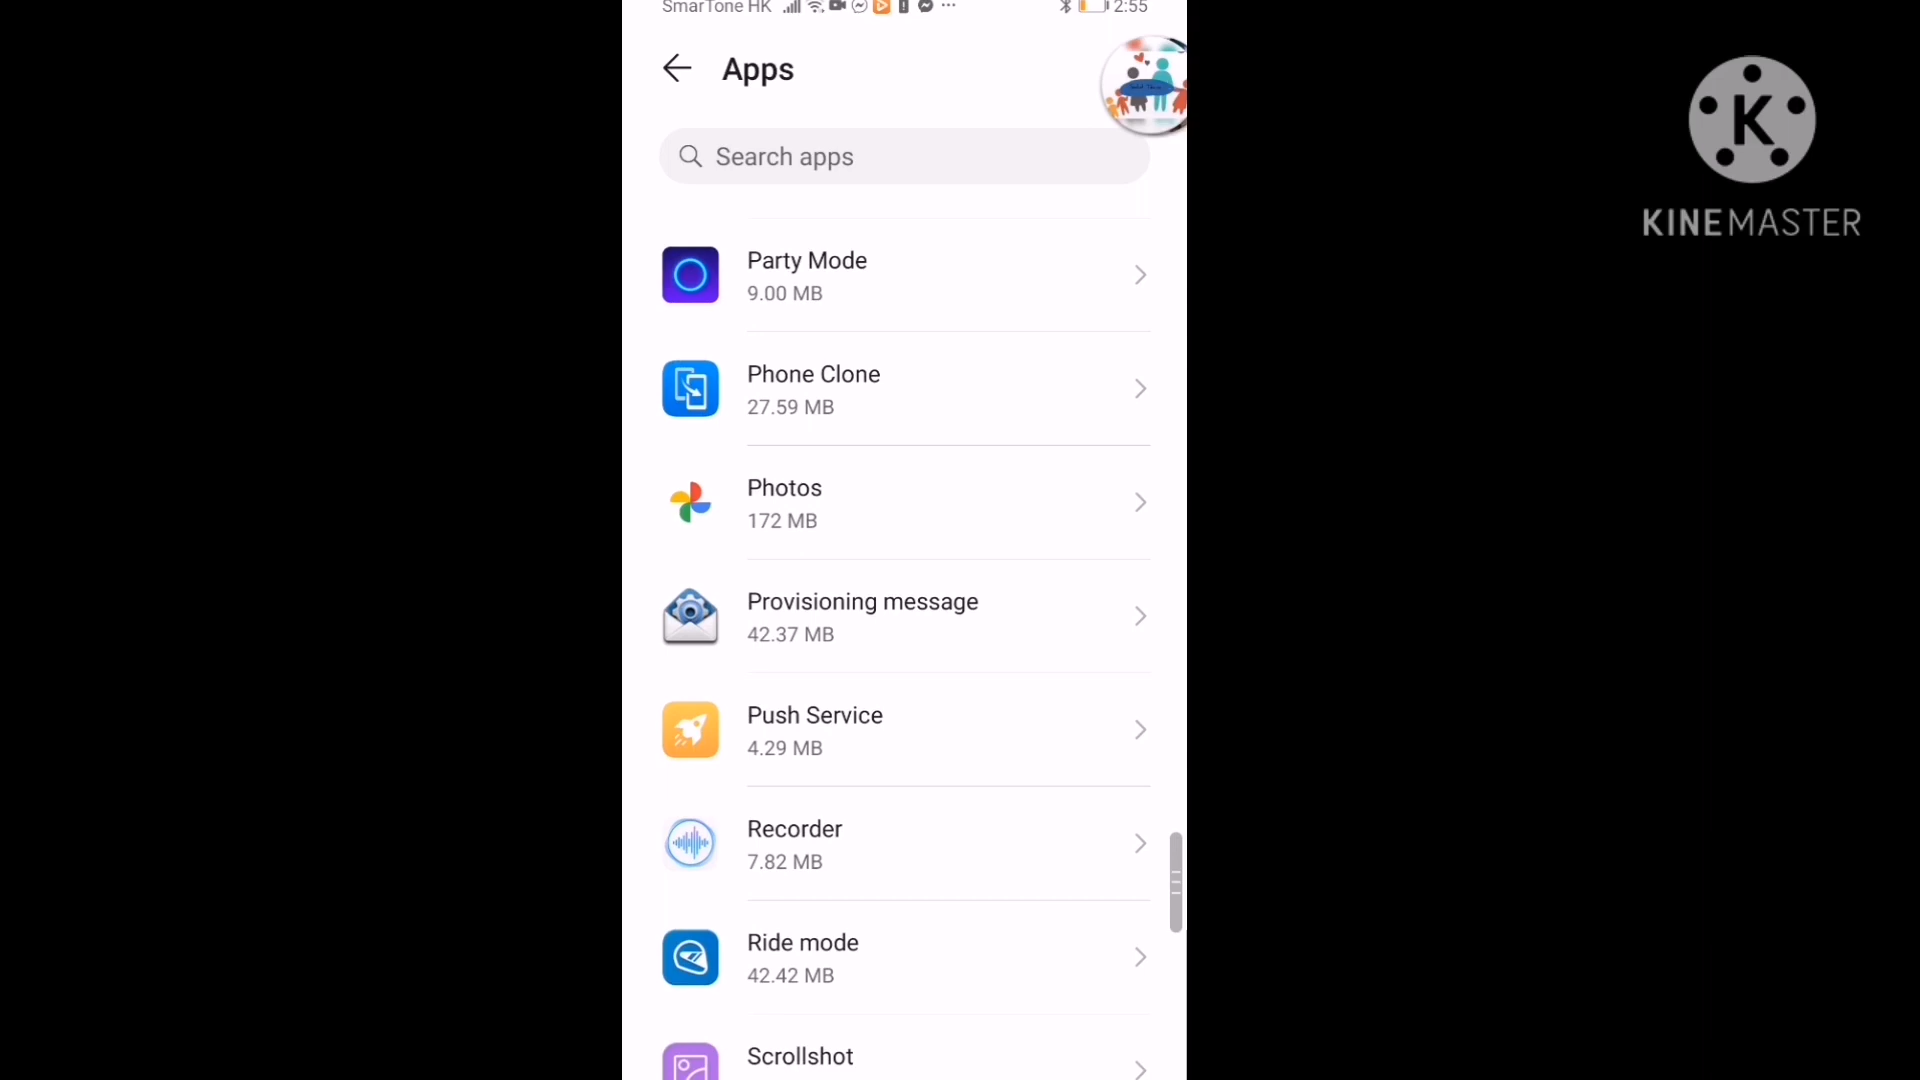 SmarTone HK 2:55
Apps
Search apps
Party Mode
9.00 MB
Phone Clone
27.59 MB
Photos
172 MB
Provisioning message
42.37 MB
Push Service
4.29 MB
Recorder
7.82 MB
Ride mode
42.42 MB
Scrollshot
K
KINEMASTER